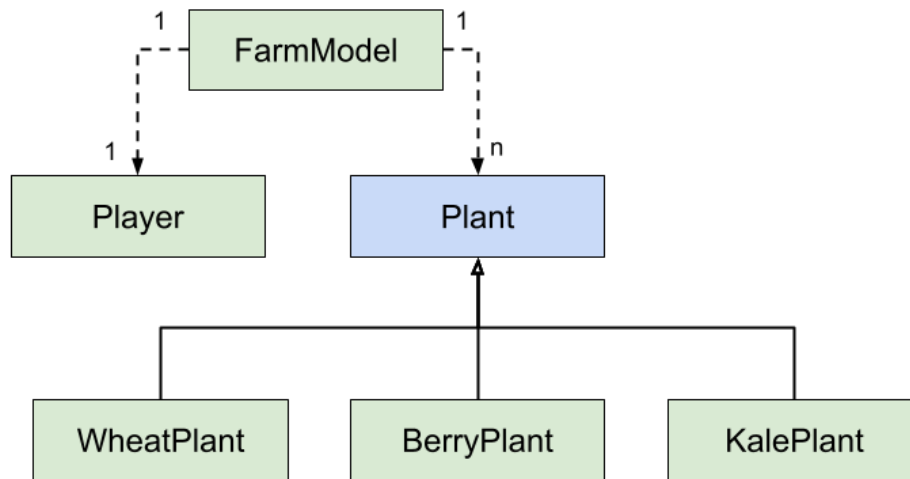 1 1
FarmModel
1 n
Player Plant
WheatPlant BerryPlant KalePlant